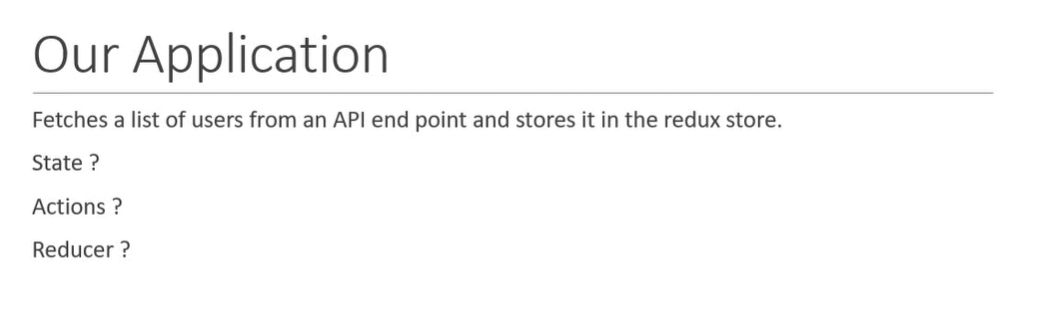 Our Application
Fetches a list of users from an API end point and stores it in the redux store.
State ?
Actions ?
Reducer ?